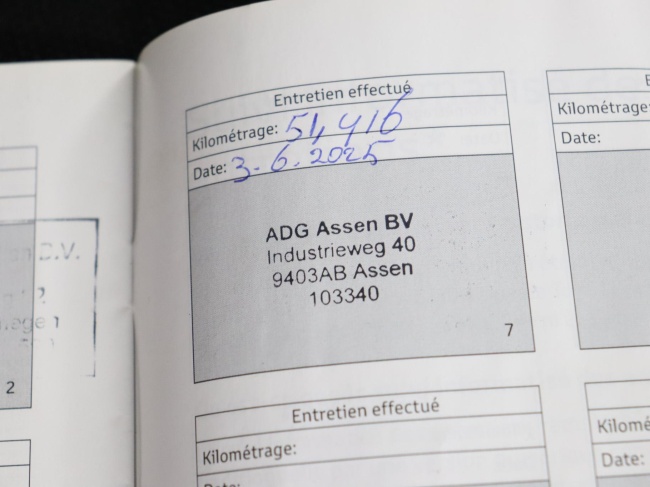 Entretien effectué
Kilométrage: 51,416
Date: 3-6.2025
ADG Assen BV
Industrieweg 40
9403AB Assen
103340
7
Entretien effectué
Kilométrage:
Date:
Kilométrage:
Date:
Date:
2